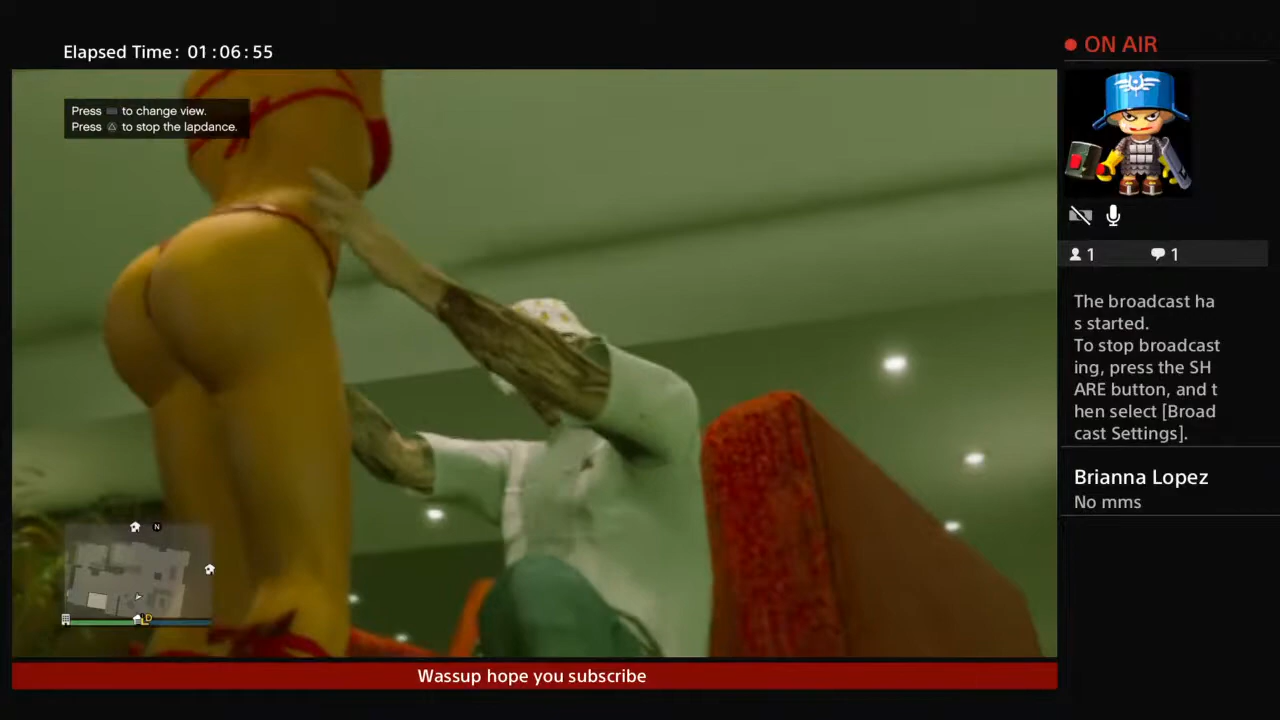 Elapsed Time: 01:06:55
ON AIR
Press to change view.
Press to stop the lapdance.
1
1
The broadcast ha
s started.
To stop broadcast
ing, press the SH
ARE button, and t
hen select [Broad
cast Settings].
Brianna Lopez
No mms
N
D
Wassup hope you subscribe